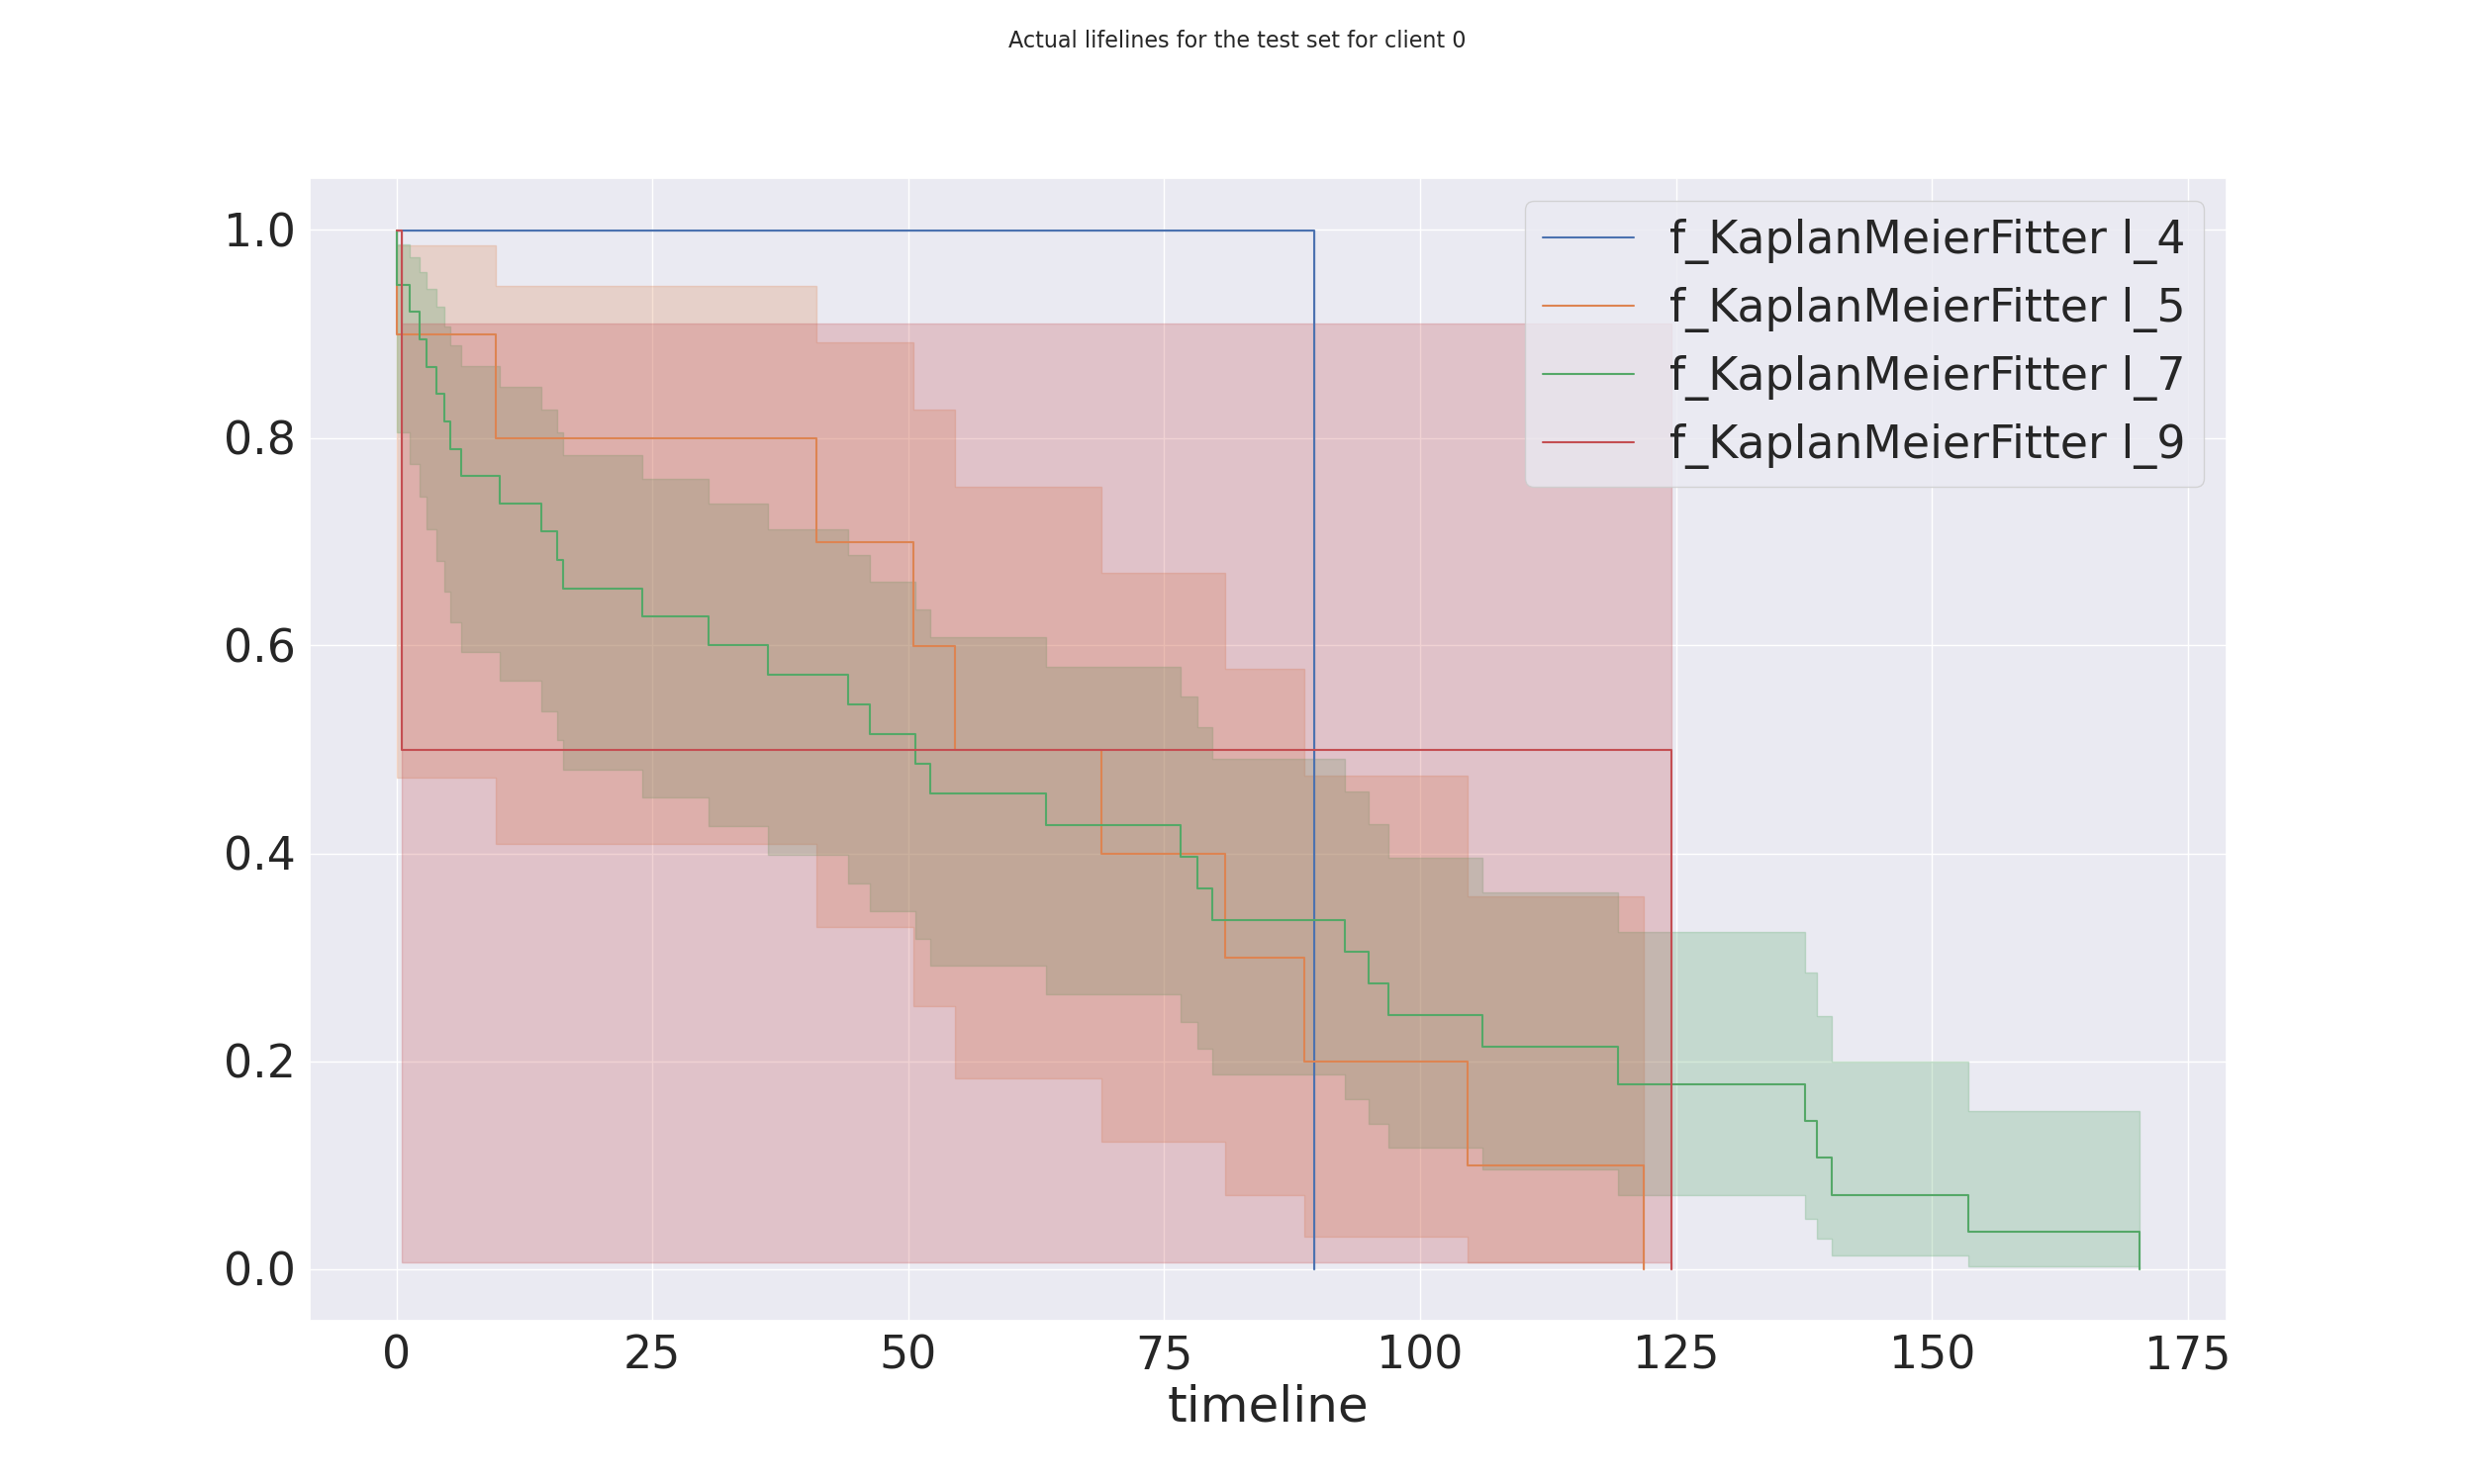 Actual lifelines for the test set for client 0
f_KaplanMeierFitter l_4
f_KaplanMeierFitter l_5
f_KaplanMeierFitter l_7
f_KaplanMeierFitter l_9
1.0
0.8
0.6
0.4
0.2
0.0
0 25 50 75 100 125 150 175
timeline